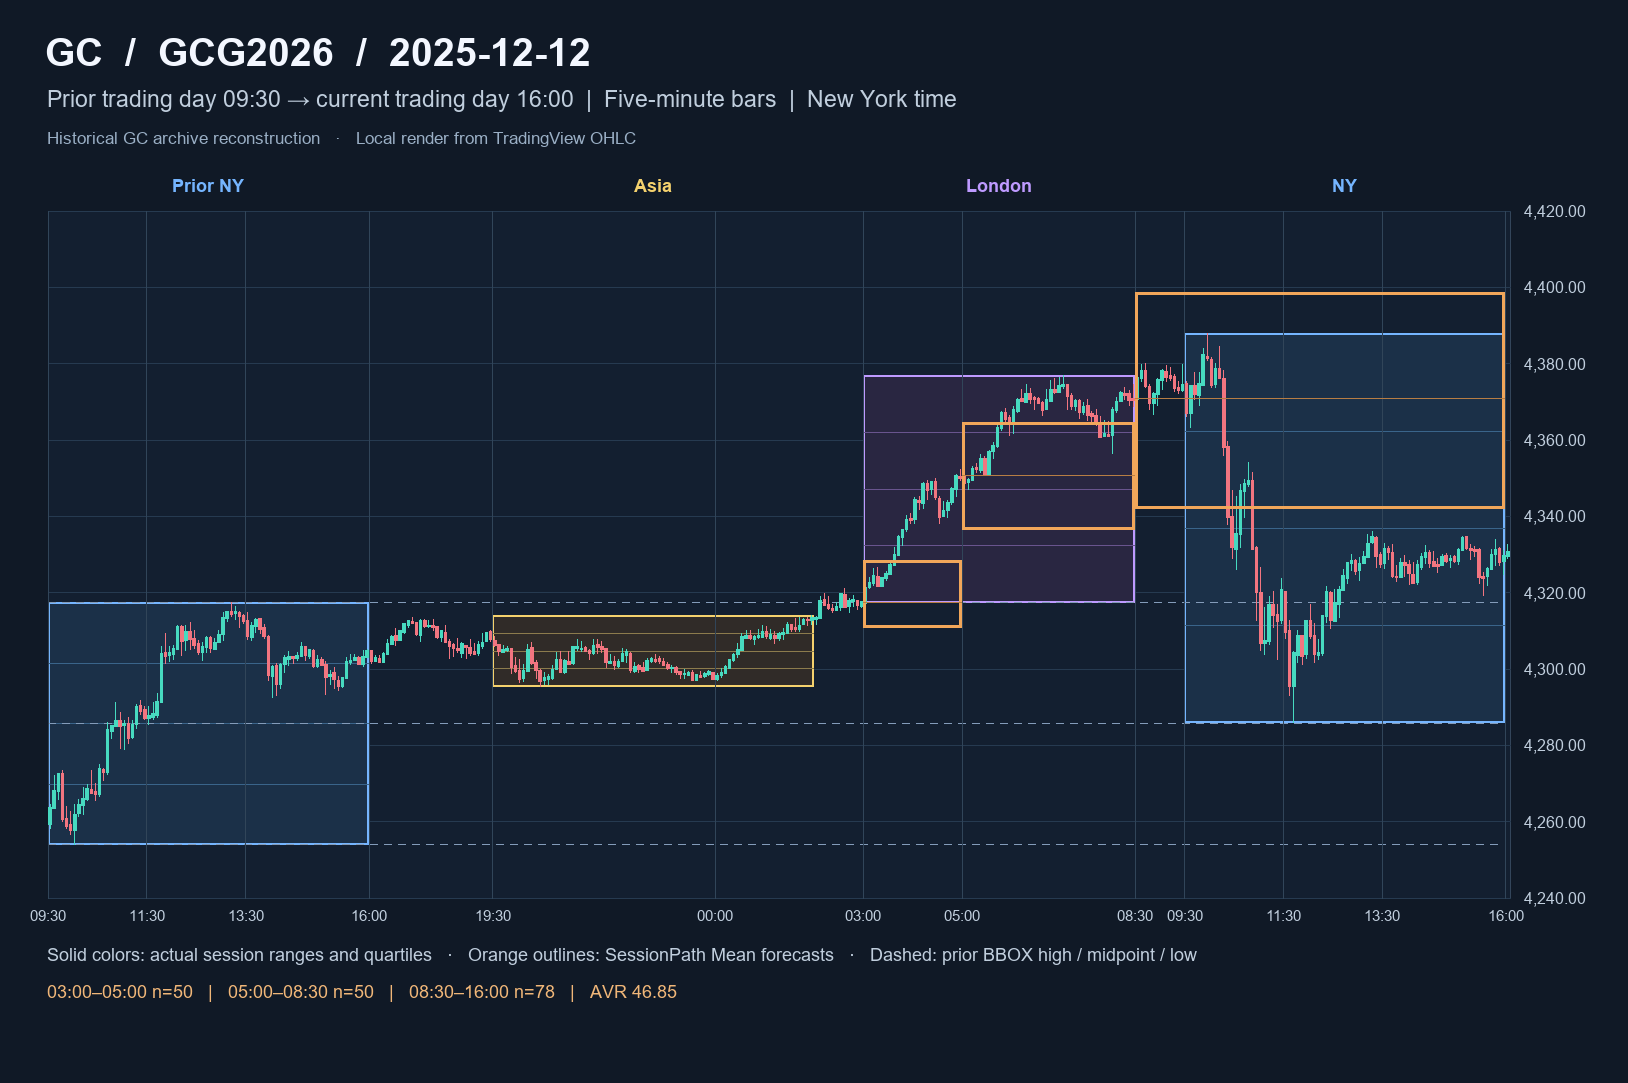 GC / GCG2026 / 2025-12-12
Prior trading day 09:30 → current trading day 16:00 | Five-minute bars | New York time
Historical GC archive reconstruction · Local render from TradingView OHLC
Prior NY Asia London NY
4,420.00
4,400.00
4,380.00
4,360.00
4,340.00
4,320.00
4,300.00
4,280.00
4,260.00
4,240.00
09:30 11:30 13:30 16:00 19:30 00:00 03:00 05:00 08:30 09:30 11:30 13:30 16:00
Solid colors: actual session ranges and quartiles · Orange outlines: SessionPath Mean forecasts · Dashed: prior BBOX high / midpoint / low
03:00–05:00 n=50 | 05:00–08:30 n=50 | 08:30–16:00 n=78 | AVR 46.85